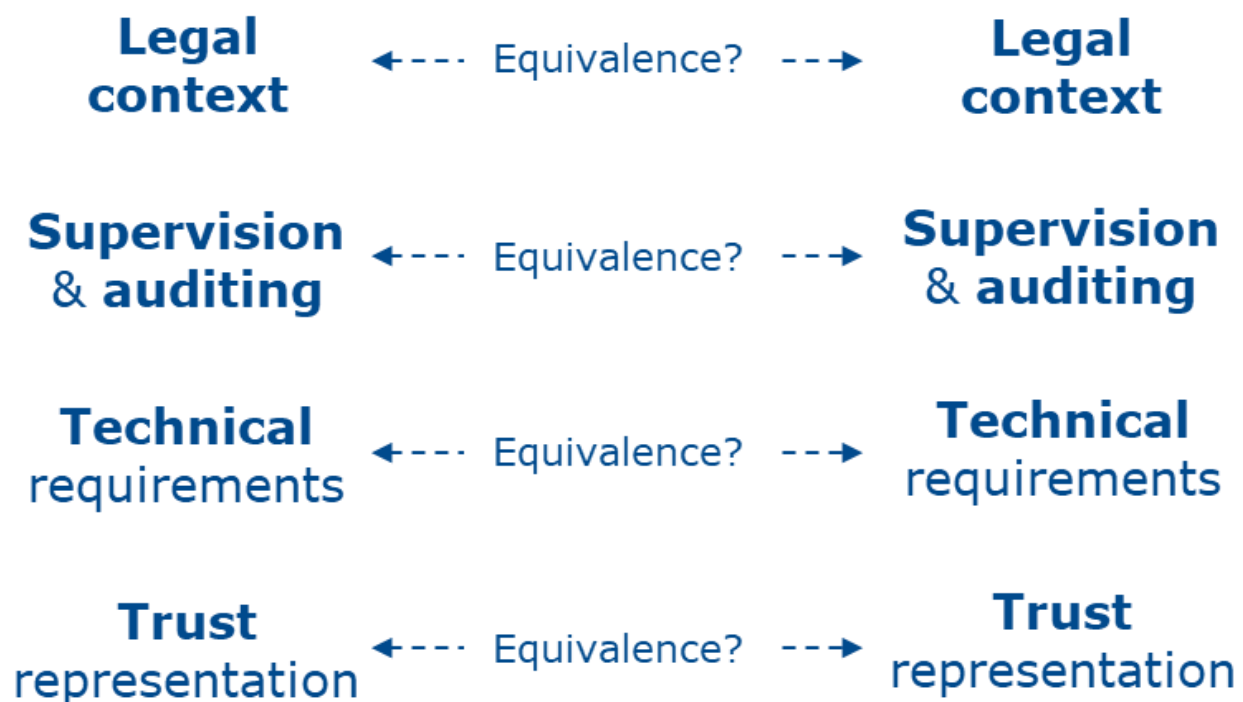 Legal
context
Equivalence?
Legal
context
Supervision
& auditing
Equivalence?
Supervision
& auditing
Technical
requirements
Equivalence?
Technical
requirements
Trust
representation
Equivalence?
Trust
representation